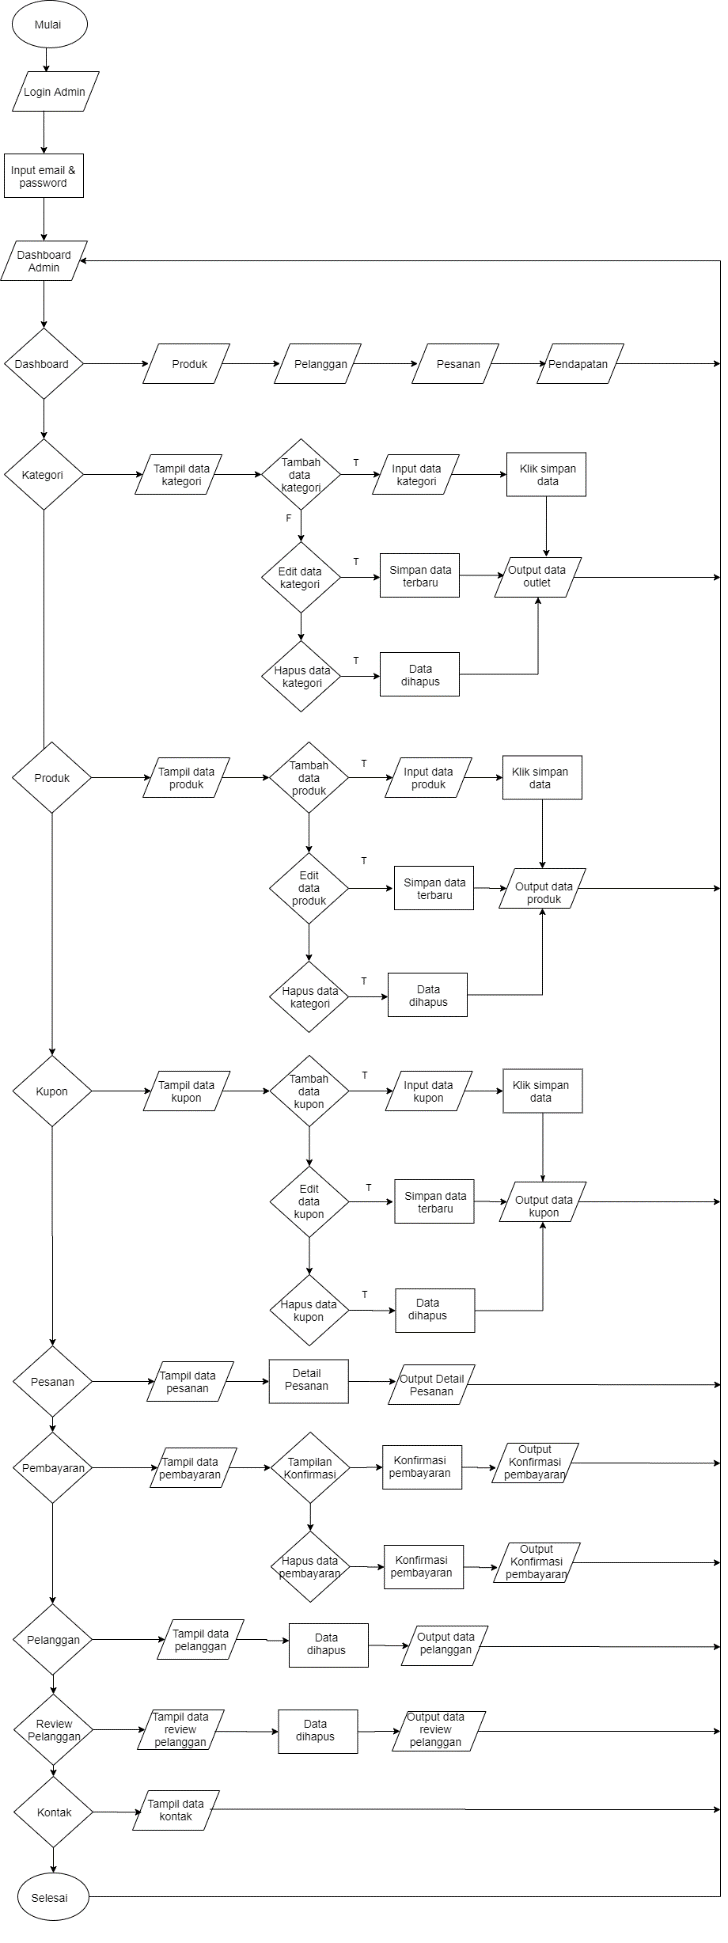 Mulai
Login Admin
Input email &
password
Dashboard
Admin
Dashboard
Produk
Pelanggan
Pesanan
Pendapatan
Kategori
Tampil data
kategori
Tambah
data
kategori
T
Input data
kategori
Klik simpan
data
F
Edit data
kategori
T
Simpan data
terbaru
Output data
outlet
Hapus data
kategori
T
Data
dihapus
Produk
Tampil data
produk
Tambah
data
produk
T
Input data
produk
Klik simpan
data
Edit
data
produk
T
Simpan data
terbaru
Output data
produk
Hapus data
kategori
T
Data
dihapus
Kupon
Tampil data
kupon
Tambah
data
kupon
T
Input data
kupon
Klik simpan
data
Edit
data
kupon
T
Simpan data
terbaru
Output data
kupon
Hapus data
kupon
T
Data
dihapus
Pesanan
Tampil data
pesanan
Detail
Pesanan
Output Detail
Pesanan
Pembayaran
Tampil data
pembayaran
Tampilan
Konfirmasi
Konfirmasi
pembayaran
Output
Konfirmasi
pembayaran
Hapus data
pembayaran
Konfirmasi
pembayaran
Output
Konfirmasi
pembayaran
Pelanggan
Tampil data
pelanggan
Data
dihapus
Output data
pelanggan
Review
Pelanggan
Tampil data
review
pelanggan
Data
dihapus
Output data
review
pelanggan
Kontak
Tampil data
kontak
Selesai